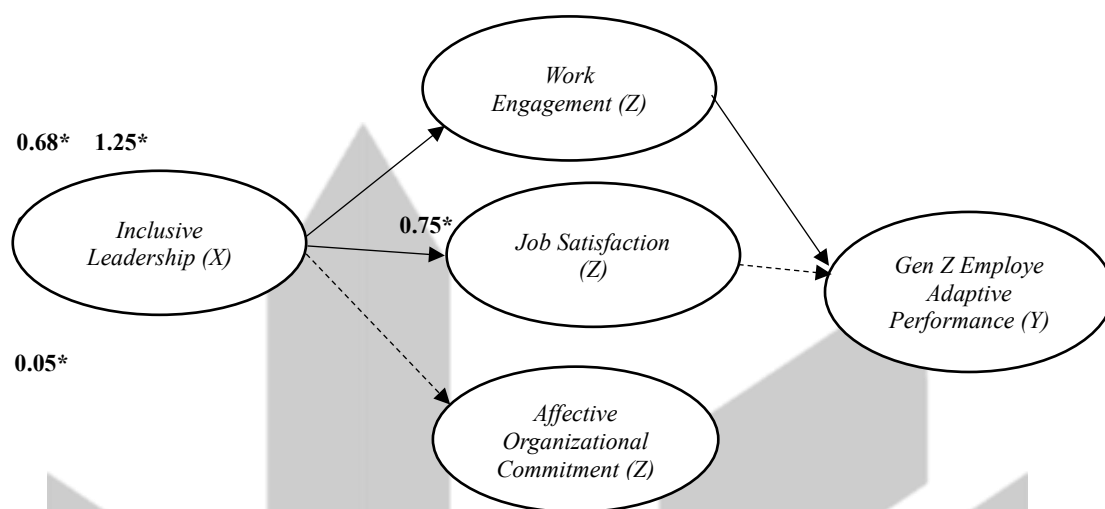 Work
Engagement (Z)
0.68* 1.25*
Inclusive
Leadership (X)
0.75*
Job Satisfaction
(Z)
Gen Z Employe
Adaptive
Performance (Y)
0.05*
Affective
Organizational
Commitment (Z)